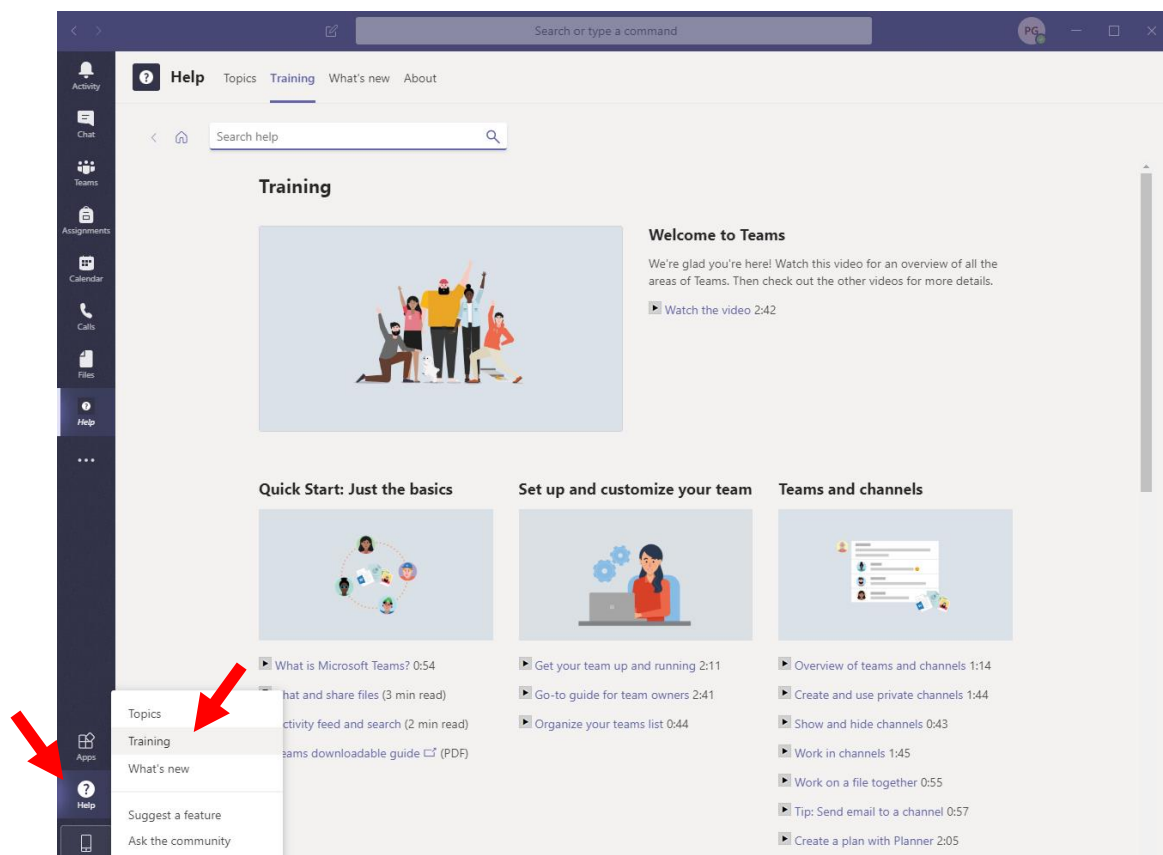 Search or type a command
PG
Activity
Chat
Teams
Assignments
Calendar
Calls
Files
Help
Apps
Help
Help Topics Training What's new About
Search help
Training
Welcome to Teams
We're glad you're here! Watch this video for an overview of all the
areas of Teams. Then check out the other videos for more details.
Watch the video 2:42
Quick Start: Just the basics
What is Microsoft Teams? 0:54
hat and share files (3 min read)
ctivity feed and search (2 min read)
eams downloadable guide (PDF)
Set up and customize your team
Get your team up and running 2:11
Go-to guide for team owners 2:41
Organize your teams list 0:44
Teams and channels
Overview of teams and channels 1:14
Create and use private channels 1:44
Show and hide channels 0:43
Work in channels 1:45
Work on a file together 0:55
Tip: Send email to a channel 0:57
Create a plan with Planner 2:05
Topics
Training
What's new
Suggest a feature
Ask the community